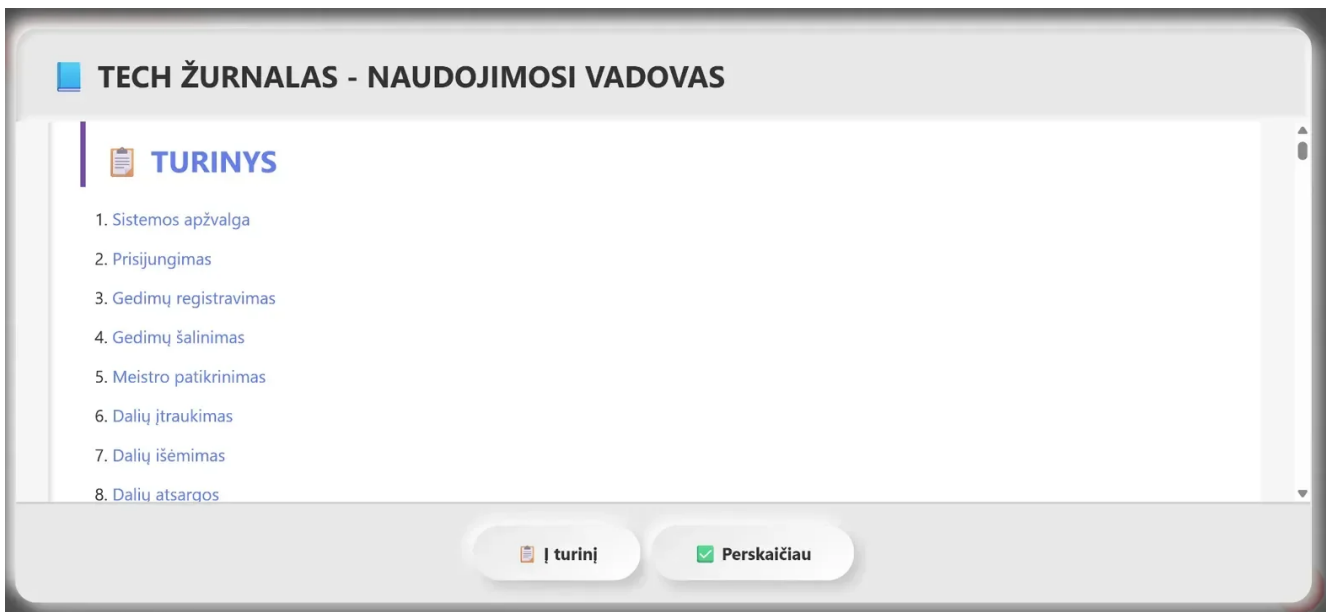 TECH ŽURNALAS - NAUDOJIMOSI VADOVAS
TURINYS
1. Sistemos apžvalga
2. Prisijungimas
3. Gedimų registravimas
4. Gedimų šalinimas
5. Meistro patikrinimas
6. Dalių įtraukimas
7. Dalių išėmimas
8. Dalių atsargos
Į turinį
Perskaičiau